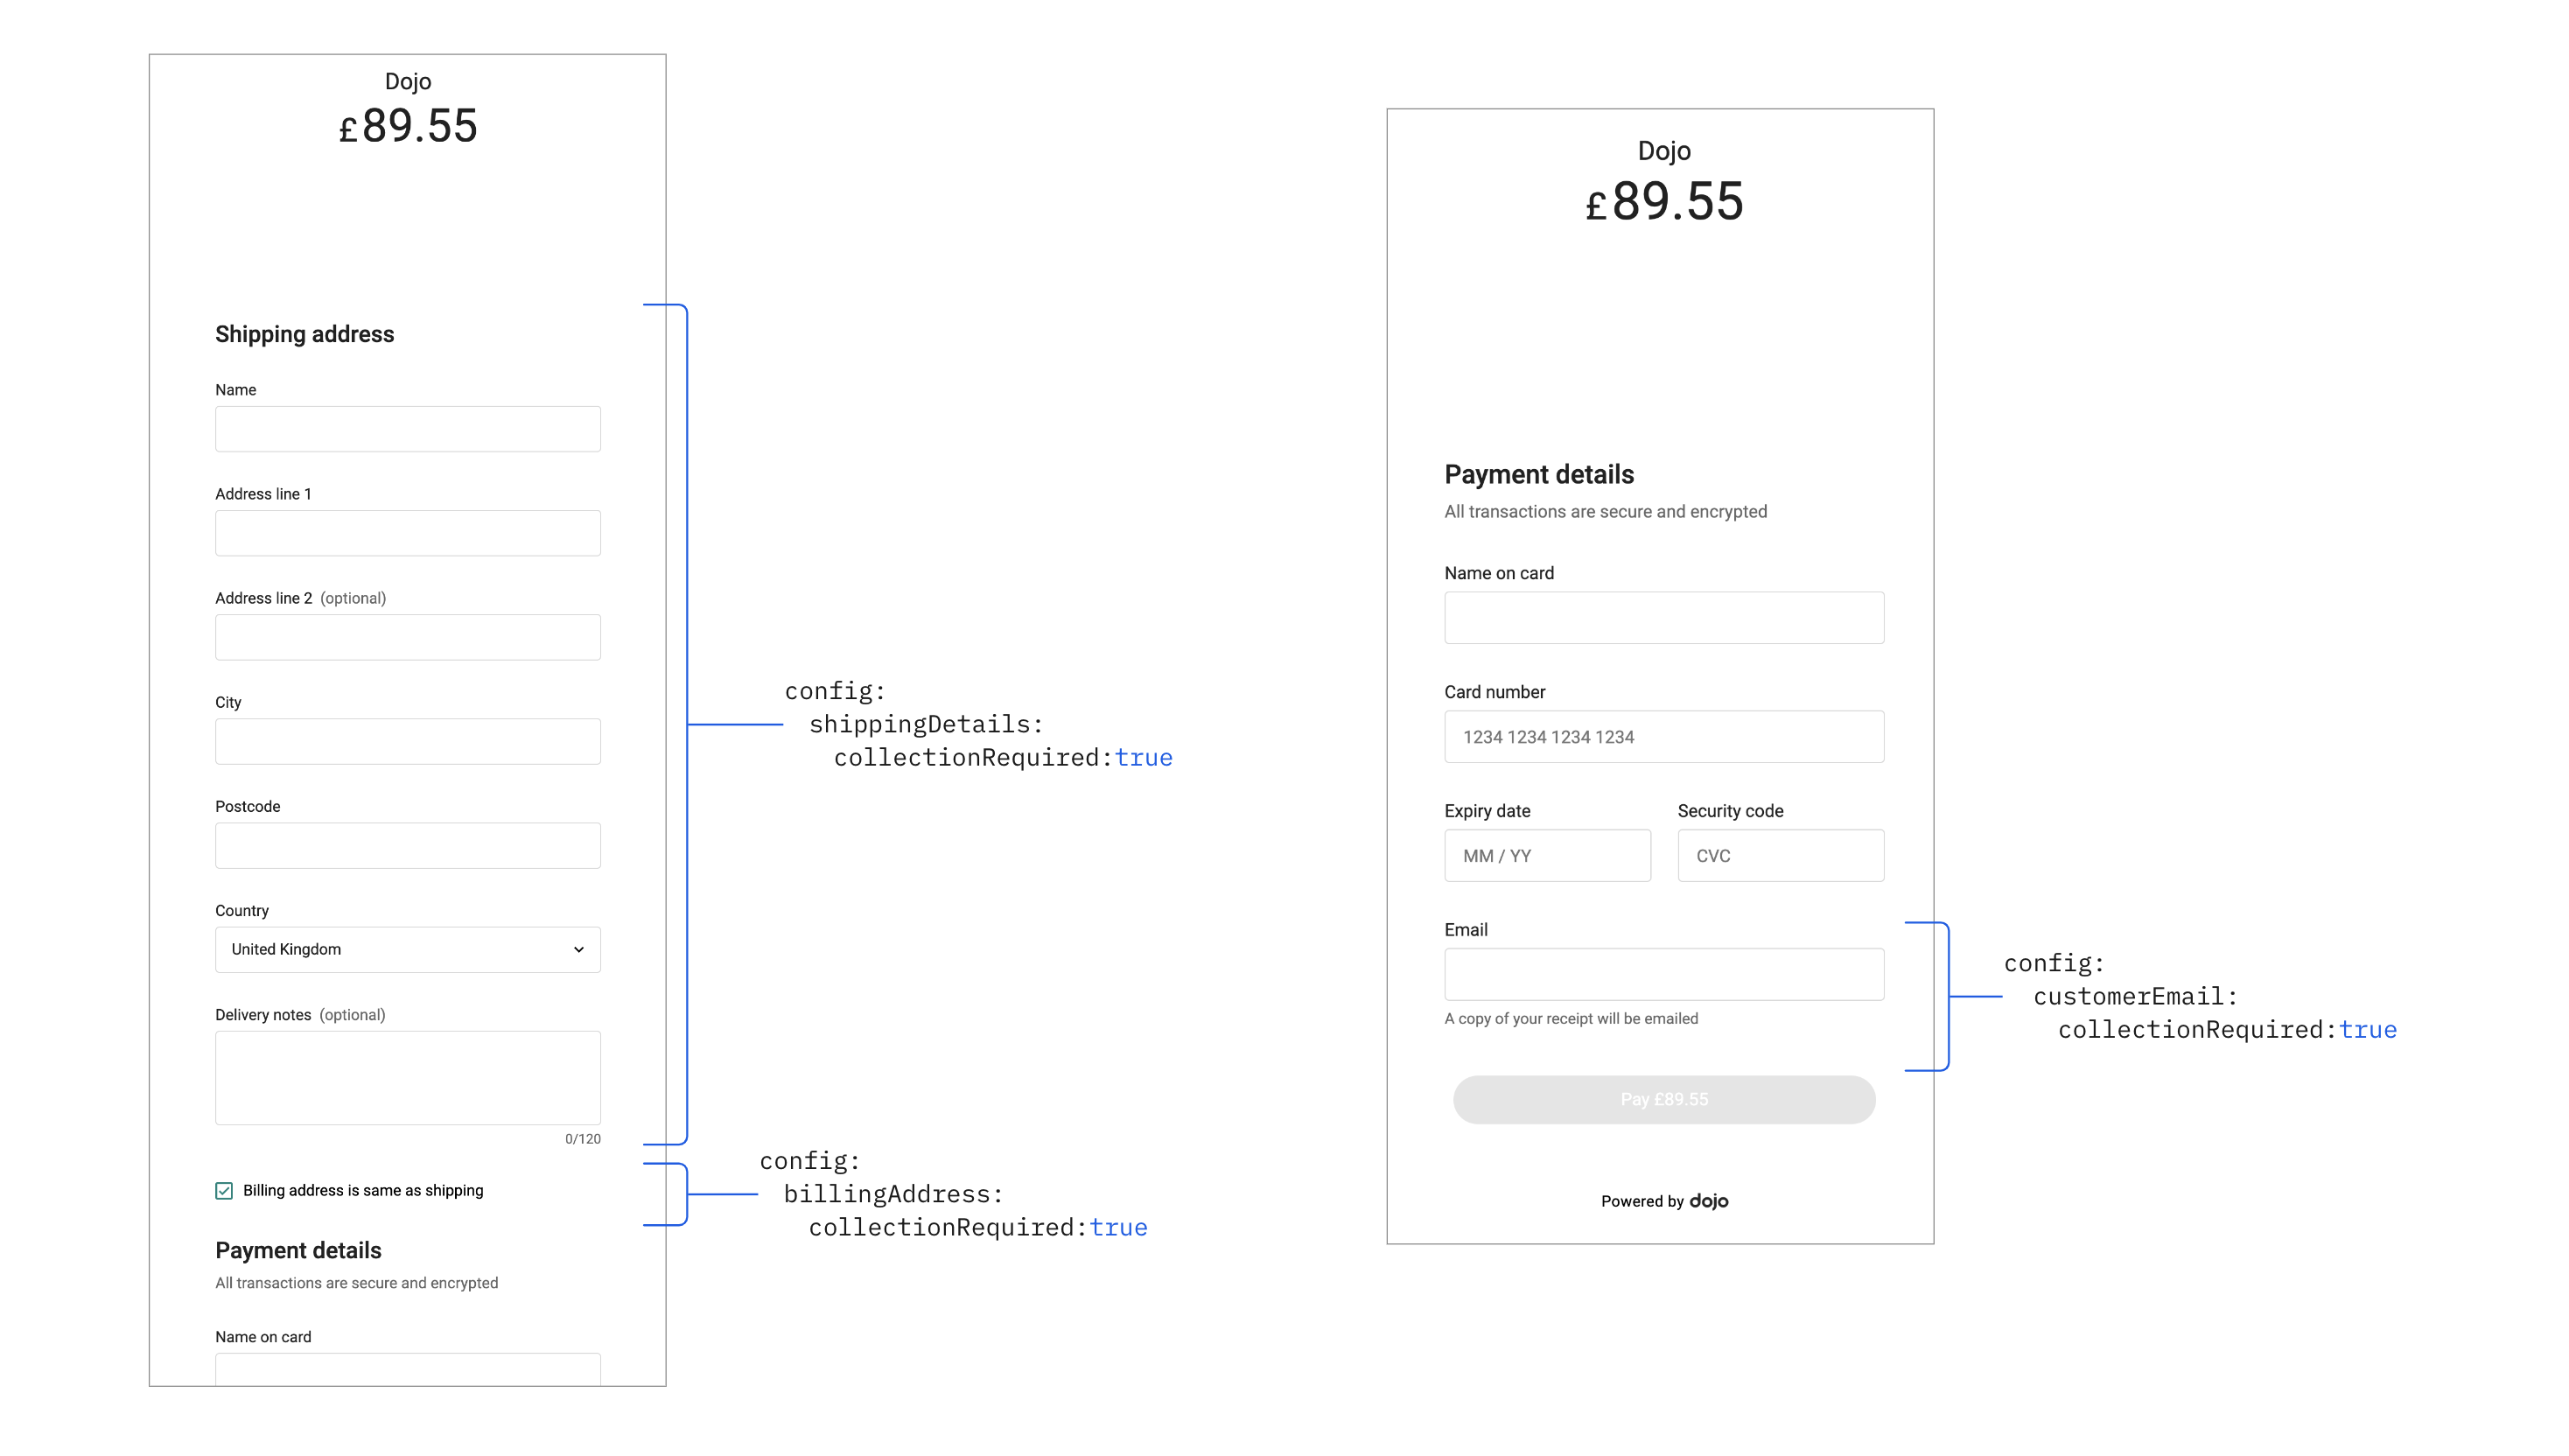 Dojo
£89.55
Shipping address
Name
Address line 1
Address line 2 (optional)
City
Postcode
Country
United Kingdom
Delivery notes (optional)
0/120
Billing address is same as shipping
Payment details
All transactions are secure and encrypted
Name on card
config:
shippingDetails:
collectionRequired:true
config:
billingAddress:
collectionRequired:true
Dojo
£89.55
Payment details
All transactions are secure and encrypted
Name on card
Card number
1234 1234 1234 1234
Expiry date
Security code
MM / YY
CVC
Email
A copy of your receipt will be emailed
Pay £89.55
Powered by dojo
config:
customerEmail:
collectionRequired:true